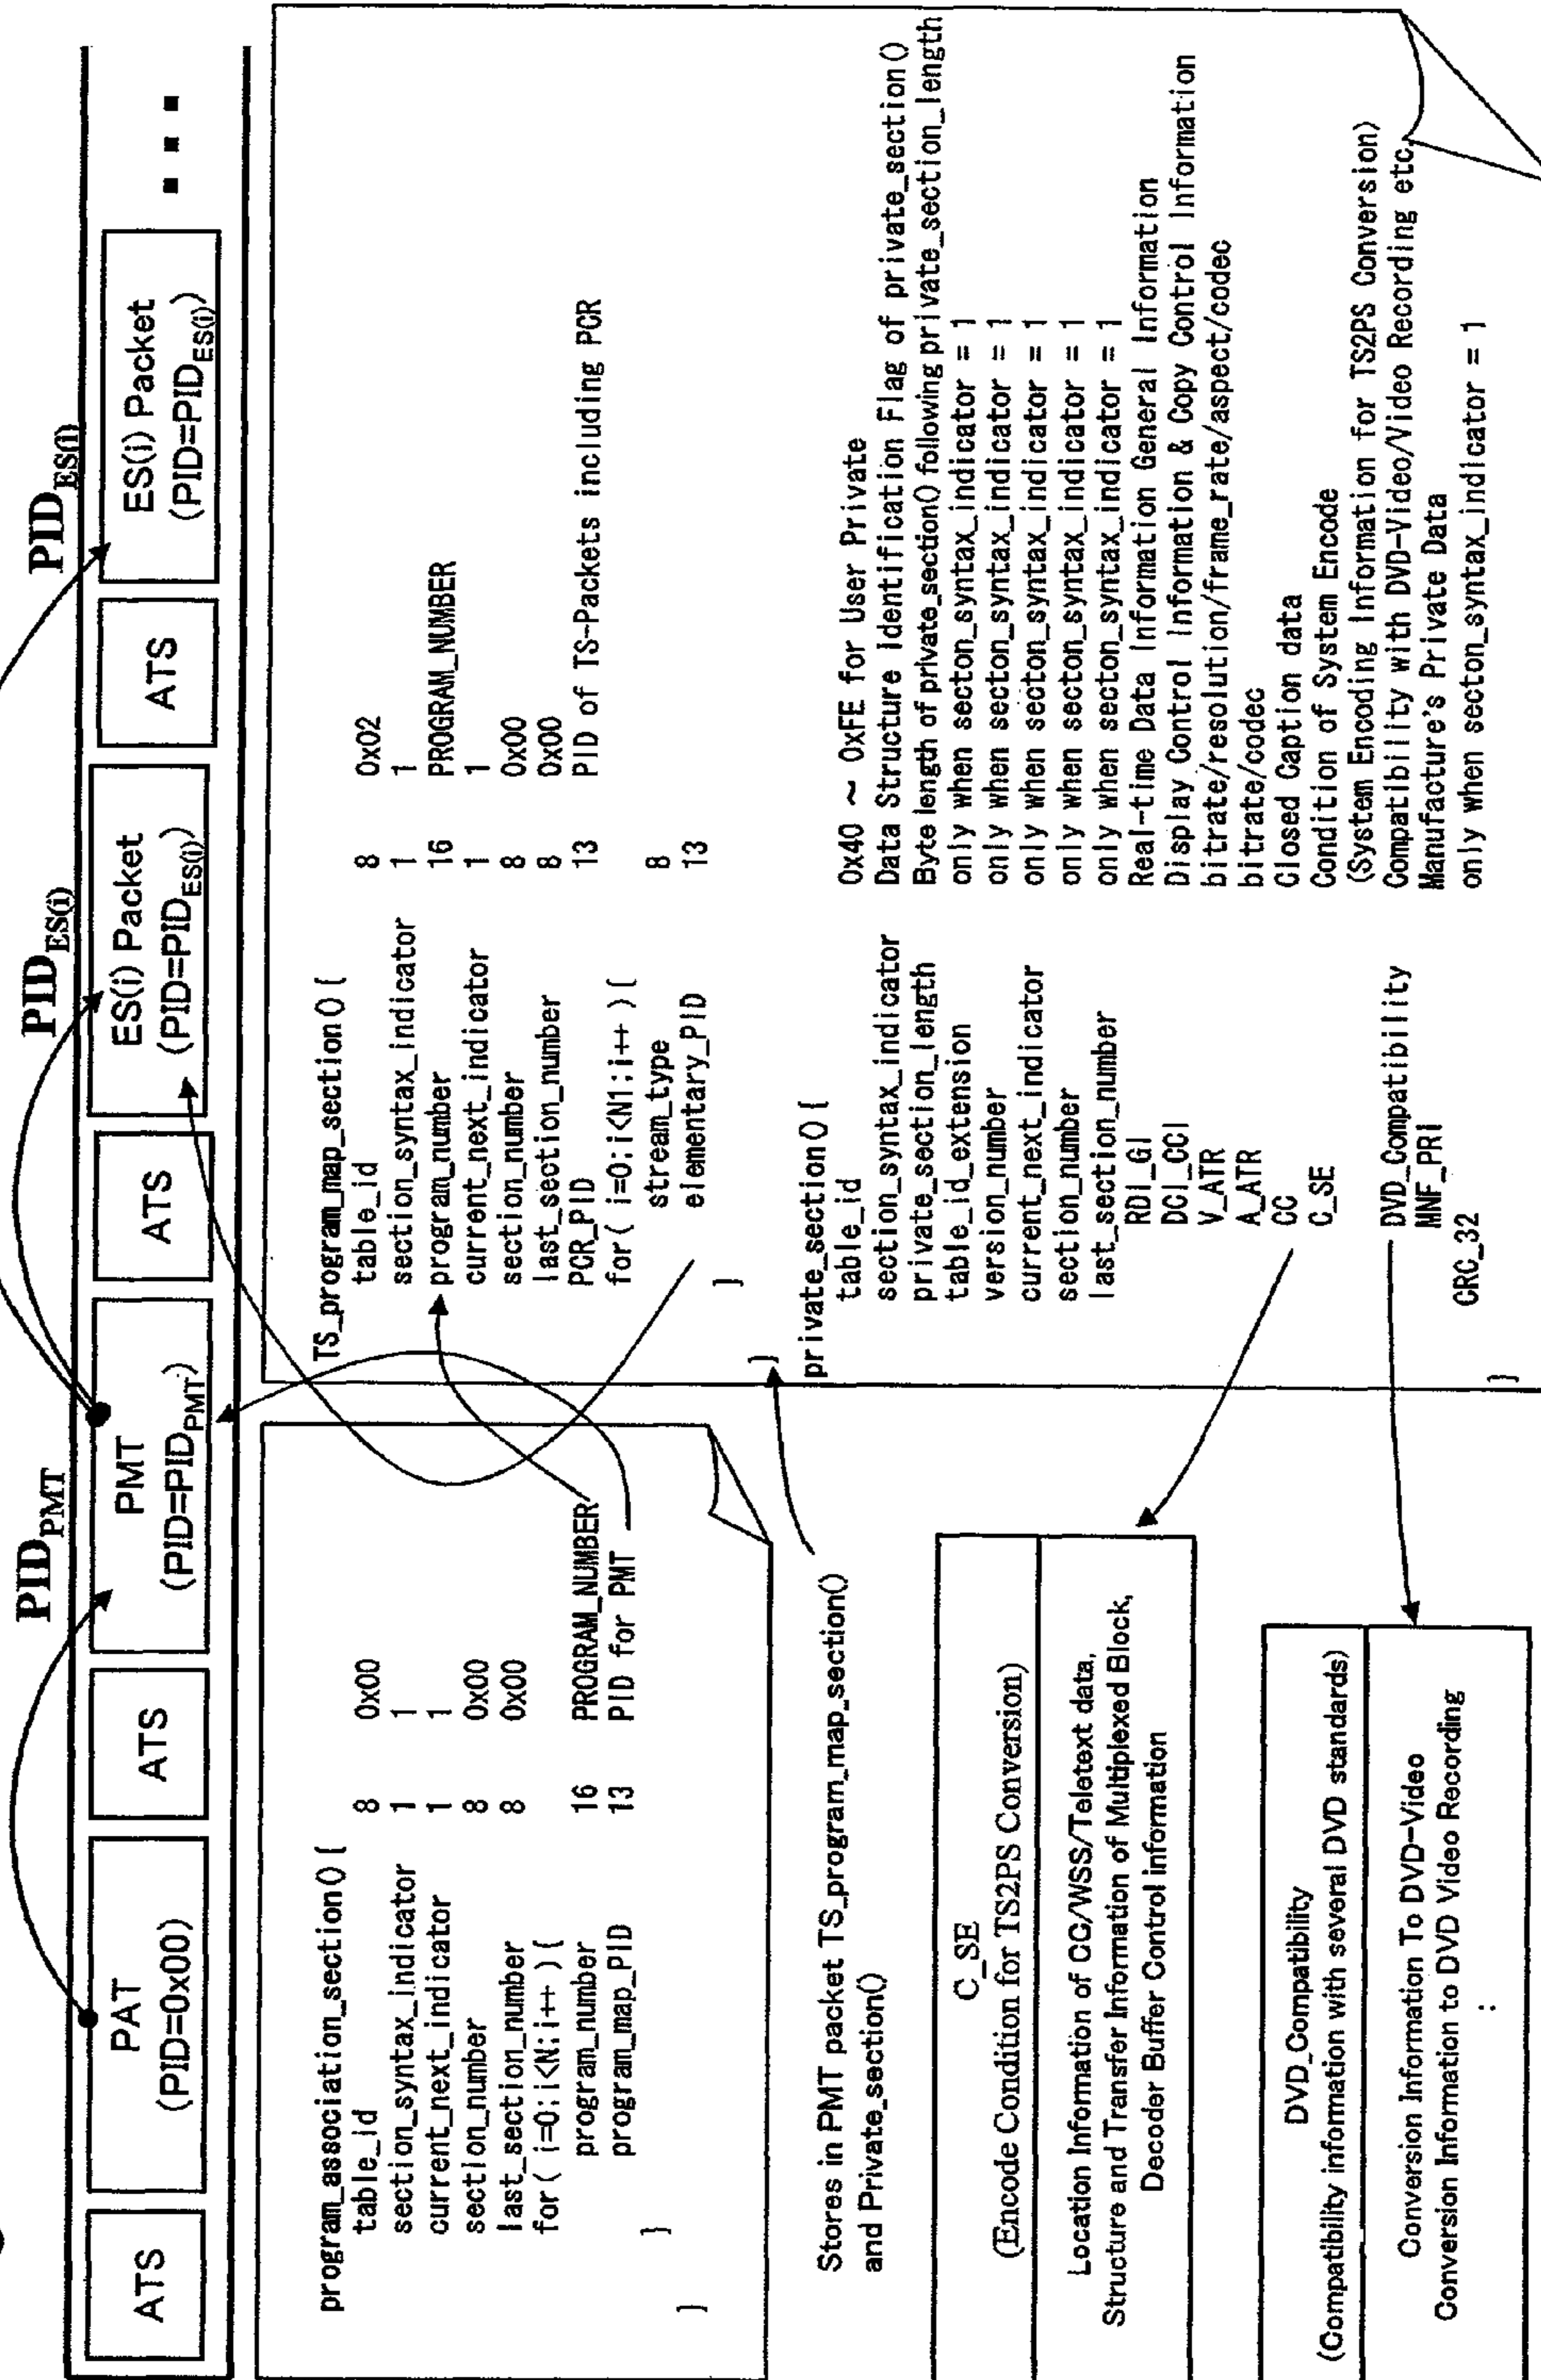 PID_PMT PID_ES(i) PID_ES(i)
ATS PAT (PID=0x00) ATS PMT (PID=PID_PMT) ATS ES(i) Packet (PID=PID_ES(i)) ATS ES(i) Packet (PID=PID_ES(i)) ...
program_association_section() {
table_id 8 0x00
section_syntax_indicator 1 1
current_next_indicator 1 1
section_number 8 0x00
last_section_number 8 0x00
for( i=0;i<N;i++ ) {
program_number 16 PROGRAM_NUMBER
program_map_PID 13 PID for PMT
}
}
TS_program_map_section() {
table_id 8 0x02
section_syntax_indicator 1 1
program_number 16 PROGRAM_NUMBER
current_next_indicator 1 1
section_number 8 0x00
last_section_number 8 0x00
PCR_PID 13 PID of TS-Packets including PCR
for( i=0;i<N1;i++ ) {
stream_type 8
elementary_PID 13
}
}
private_section() {
table_id 0x40 ~ 0xFE for User Private
section_syntax_indicator Data Structure Identification Flag of private_section()
private_section_length Byte length of private_section() following private_section_length
table_id_extension only when secton_syntax_indicator = 1
version_number only when secton_syntax_indicator = 1
current_next_indicator only when secton_syntax_indicator = 1
section_number only when secton_syntax_indicator = 1
last_section_number only when secton_syntax_indicator = 1
RDI_GI Real-time Data Information General Information
DCI_CCI Display Control Information & Copy Control Information
V_ATR bitrate/resolution/frame_rate/aspect/codec
A_ATR bitrate/codec
CC Closed Caption data
C_SE Condition of System Encode
(System Encoding Information for TS2PS Conversion)
DVD_Compatibility Compatibility with DVD-Video/Video Recording etc.
MNF_PRI Manufacture's Private Data
CRC_32 only when secton_syntax_indicator = 1
}
Stores in PMT packet TS_program_map_section()
and Private_section()
C_SE
(Encode Condition for TS2PS Conversion)
Location Information of CC/WSS/Teletext data,
Structure and Transfer Information of Multiplexed Block,
Decoder Buffer Control information
DVD_Compatibility
(Compatibility information with several DVD standards)
Conversion Information To DVD-Video
Conversion Information to DVD Video Recording
: